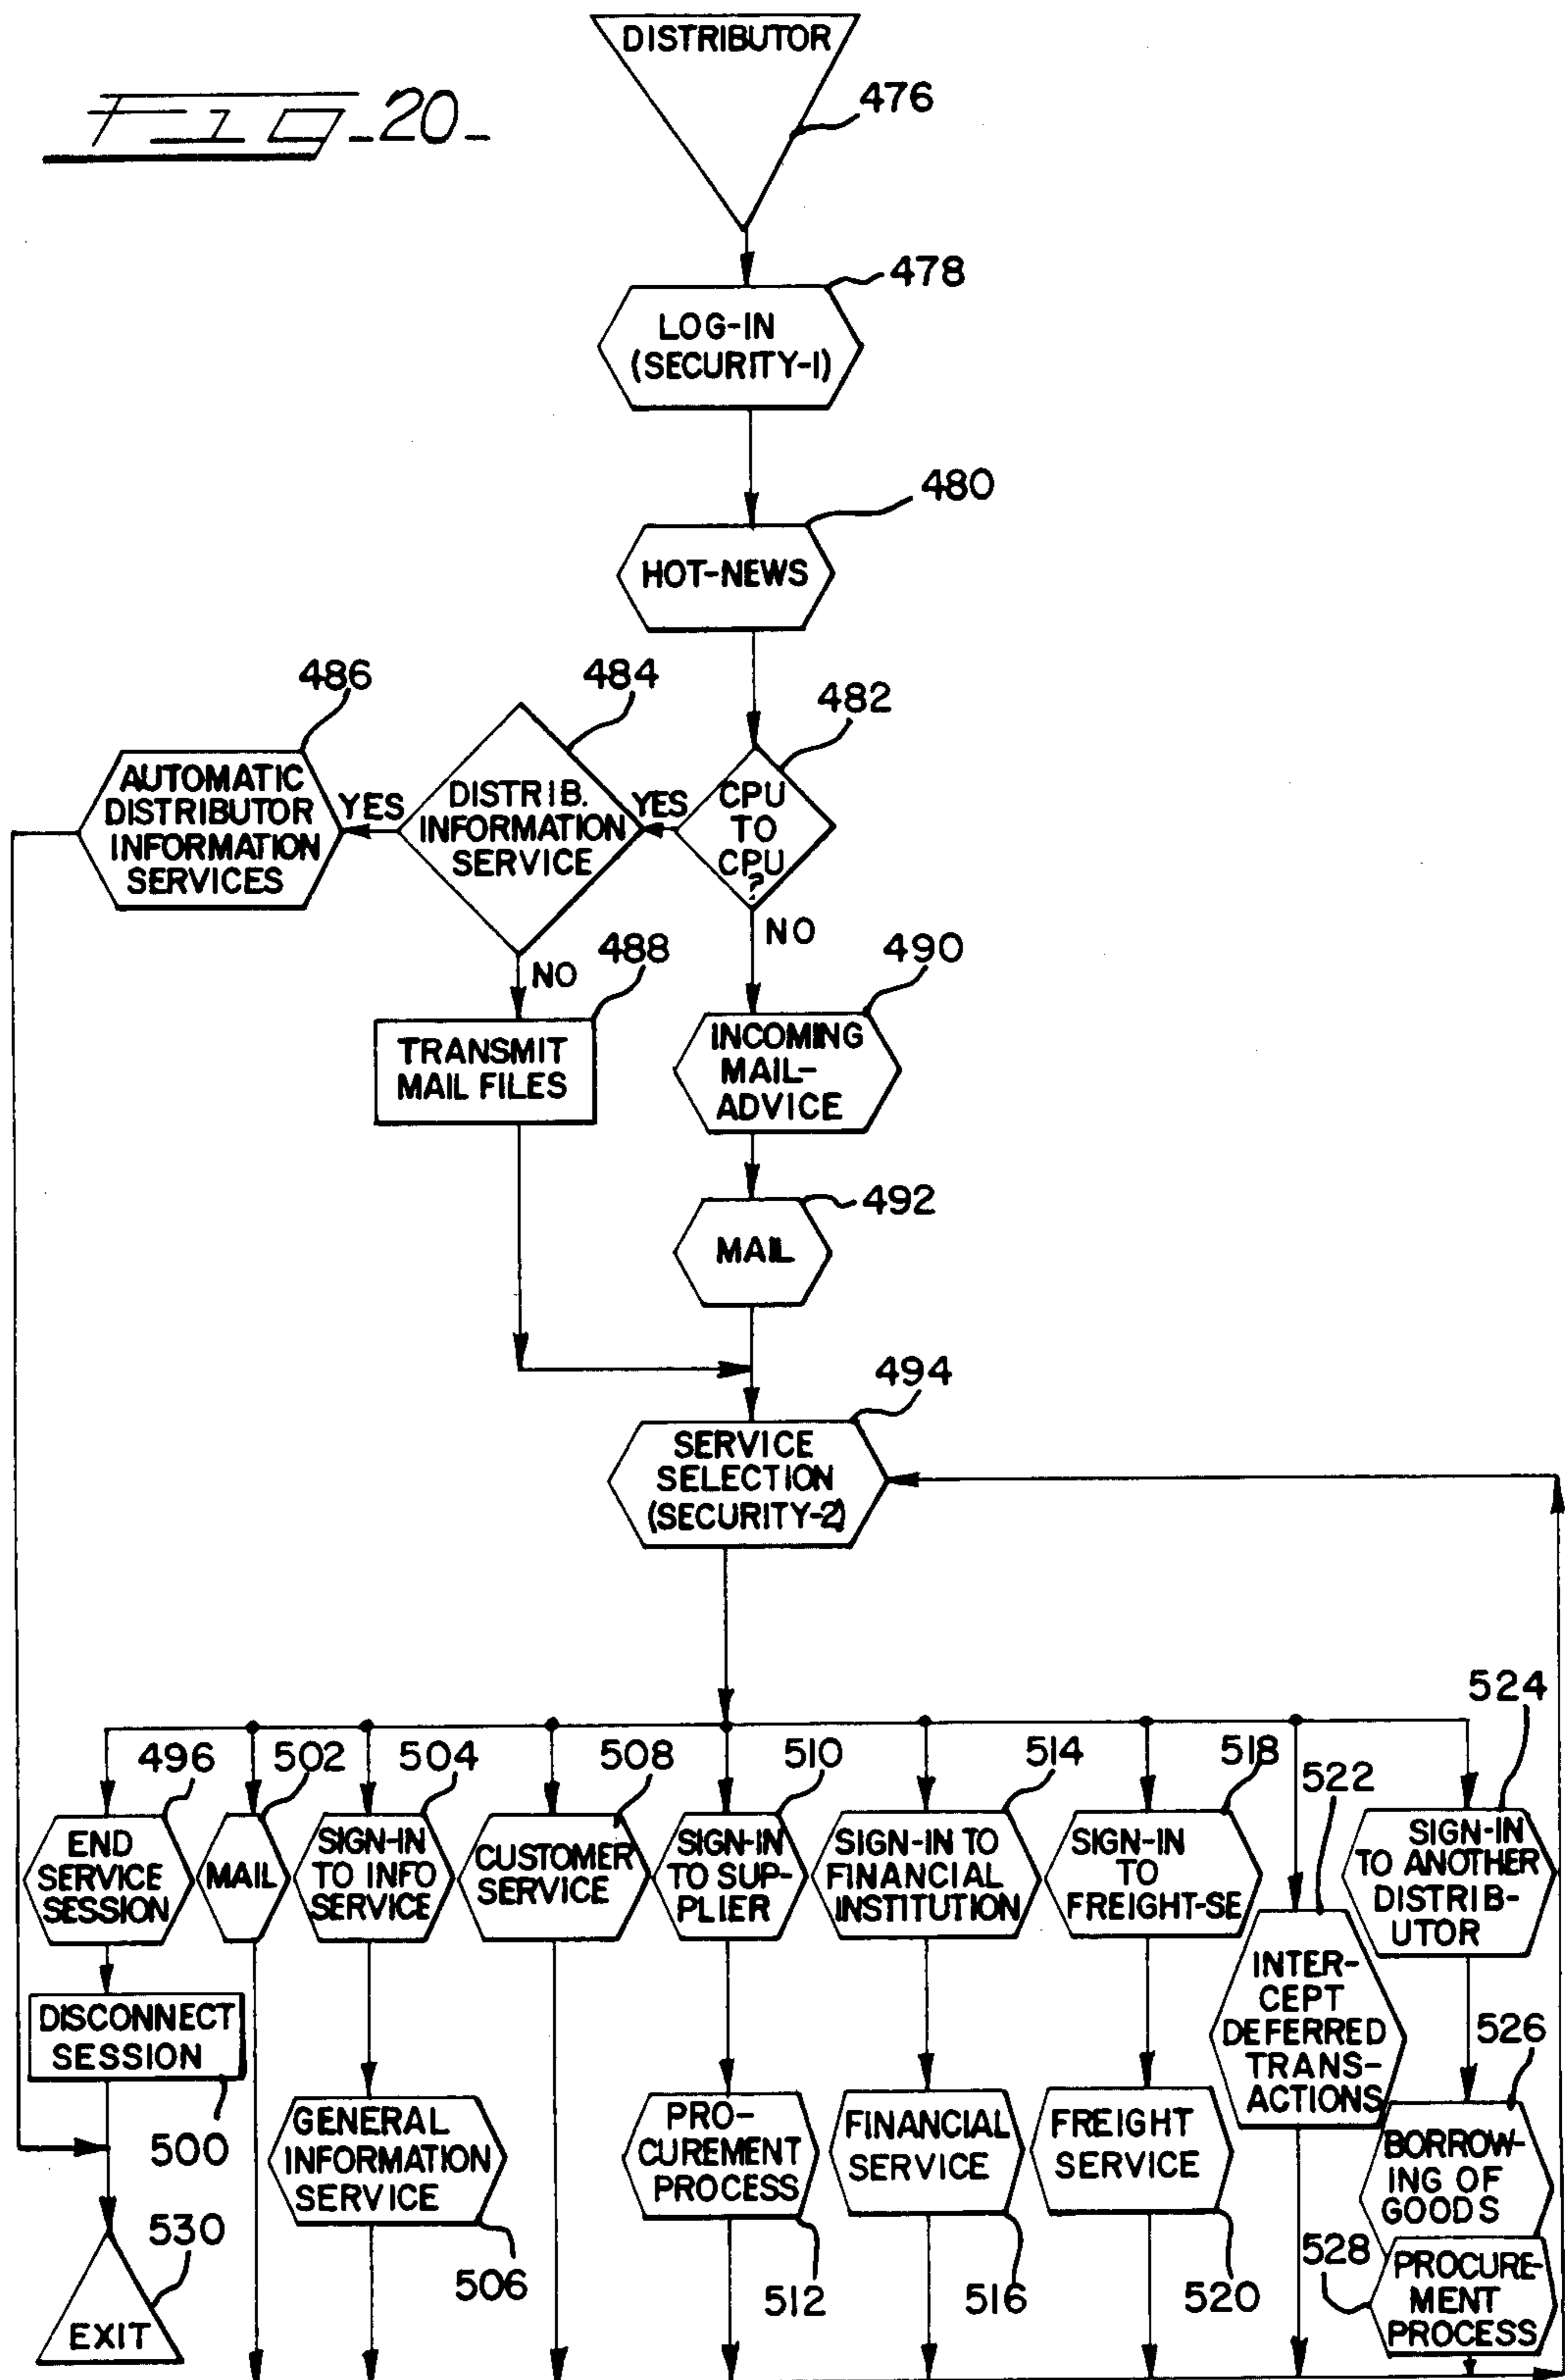 Fig-20-
DISTRIBUTOR
476
478
LOG-IN
(SECURITY-1)
480
HOT-NEWS
486
484
482
AUTOMATIC
DISTRIBUTOR
INFORMATION
SERVICES
YES
DISTRIB.
INFORMATION
SERVICE
YES
CPU
TO
CPU
?
NO
NO
488
490
TRANSMIT
MAIL FILES
INCOMING
MAIL-
ADVICE
492
MAIL
494
SERVICE
SELECTION
(SECURITY-2)
496
502
504
508
510
514
518
522
524
END
SERVICE
SESSION
MAIL
SIGN-IN
TO INFO
SERVICE
CUSTOMER
SERVICE
SIGN-IN
TO SUP-
PLIER
SIGN-IN TO
FINANCIAL
INSTITUTION
SIGN-IN
TO
FREIGHT-SE
INTER-
CEPT
DEFERRED
TRANS-
ACTIONS
SIGN-IN
TO ANOTHER
DISTRIB-
UTOR
DISCONNECT
SESSION
500
GENERAL
INFORMATION
SERVICE
506
PRO-
CUREMENT
PROCESS
512
FINANCIAL
SERVICE
516
FREIGHT
SERVICE
520
526
BORROW-
ING OF
GOODS
528
PROCURE-
MENT
PROCESS
530
EXIT